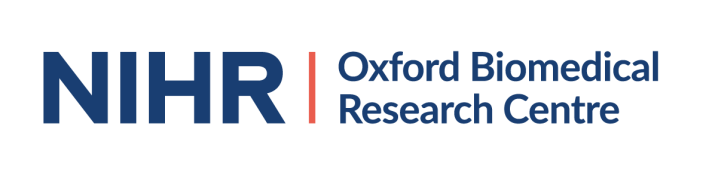 NIHR
Oxford Biomedical
Research Centre